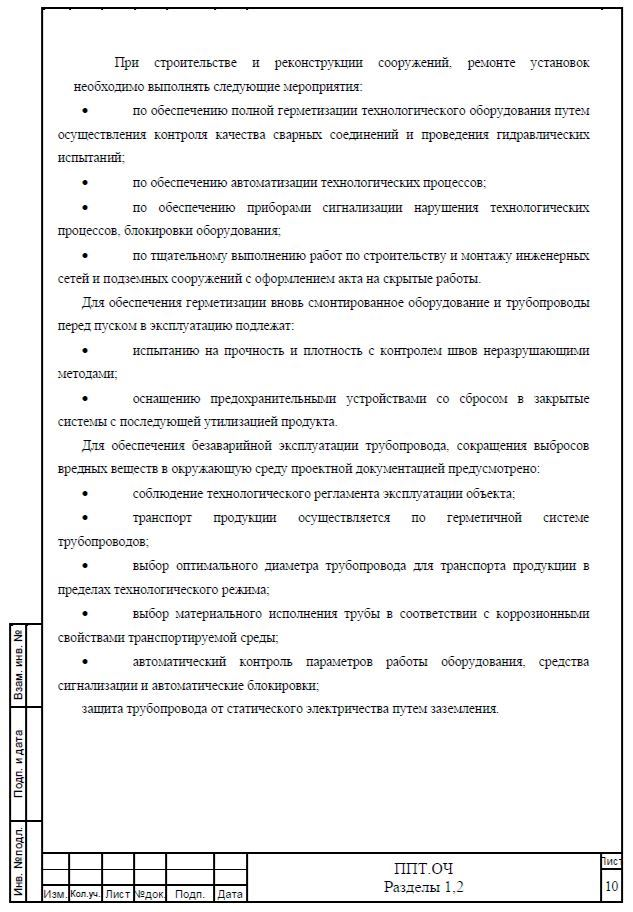 При строительстве и реконструкции сооружений, ремонте установок
необходимо выполнять следующие мероприятия:
• по обеспечению полной герметизации технологического оборудования путем
осуществления контроля качества сварных соединений и проведения гидравлических
испытаний;
• по обеспечению автоматизации технологических процессов;
• по обеспечению приборами сигнализации нарушения технологических
процессов, блокировки оборудования;
• по тщательному выполнению работ по строительству и монтажу инженерных
сетей и подземных сооружений с оформлением акта на скрытые работы.
Для обеспечения герметизации вновь смонтированное оборудование и трубопроводы
перед пуском в эксплуатацию подлежат:
• испытанию на прочность и плотность с контролем швов неразрушающими
методами;
• оснащению предохранительными устройствами со сбросом в закрытые
системы с последующей утилизацией продукта.
Для обеспечения безаварийной эксплуатации трубопровода, сокращения выбросов
вредных веществ в окружающую среду проектной документацией предусмотрено:
• соблюдение технологического регламента эксплуатации объекта;
• транспорт продукции осуществляется по герметичной системе
трубопроводов;
• выбор оптимального диаметра трубопровода для транспорта продукции в
пределах технологического режима;
• выбор материального исполнения трубы в соответствии с коррозионными
свойствами транспортируемой среды;
• автоматический контроль параметров работы оборудования, средства
сигнализации и автоматические блокировки;
защита трубопровода от статического электричества путем заземления.
Взам. инв. №
Подп. и дата
Инв. №подл.
Изм. Кол.уч. Лист №док. Подп. Дата
ППТ.ОЧ
Разделы 1,2
Лист
10